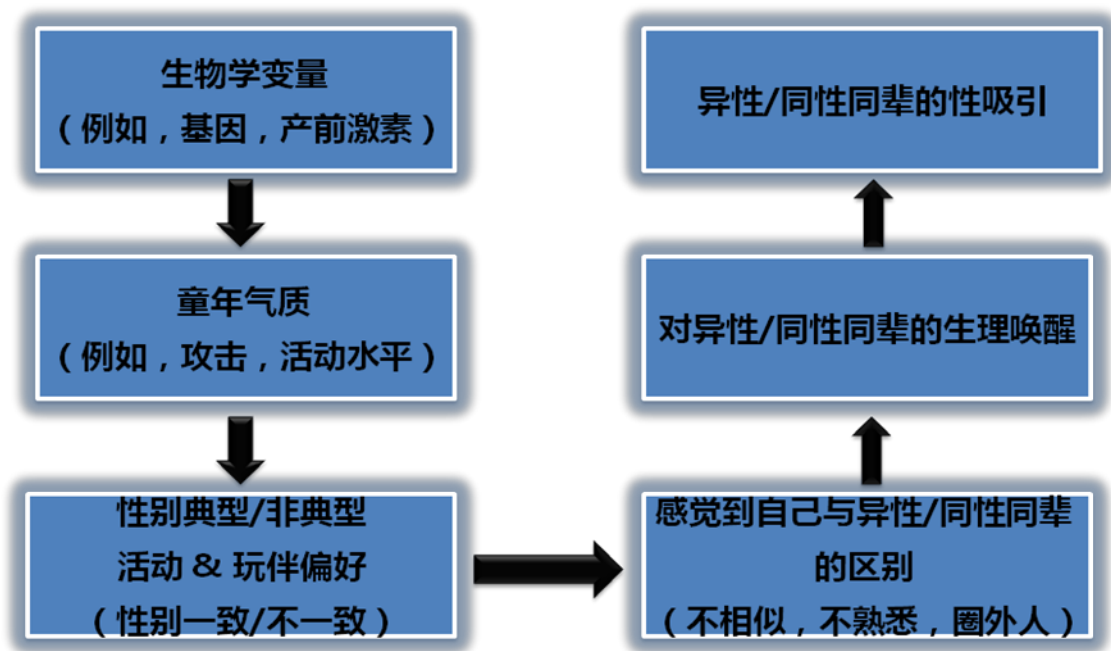 生物学变量
（例如，基因，产前激素）
童年气质
（例如，攻击，活动水平）
性别典型/非典型
活动 & 玩伴偏好
（性别一致/不一致）
感觉到自己与异性/同性同辈
的区别
（不相似，不熟悉，圈外人）
对异性/同性同辈的生理唤醒
异性/同性同辈的性吸引